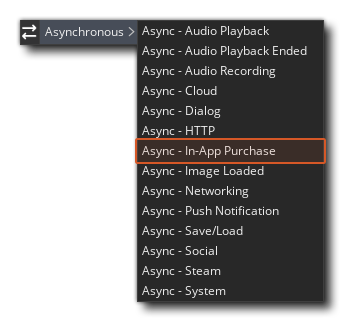 Asynchronous >
Async - Audio Playback
Async - Audio Playback Ended
Async - Audio Recording
Async - Cloud
Async - Dialog
Async - HTTP
Async - In-App Purchase
Async - Image Loaded
Async - Networking
Async - Push Notification
Async - Save/Load
Async - Social
Async - Steam
Async - System